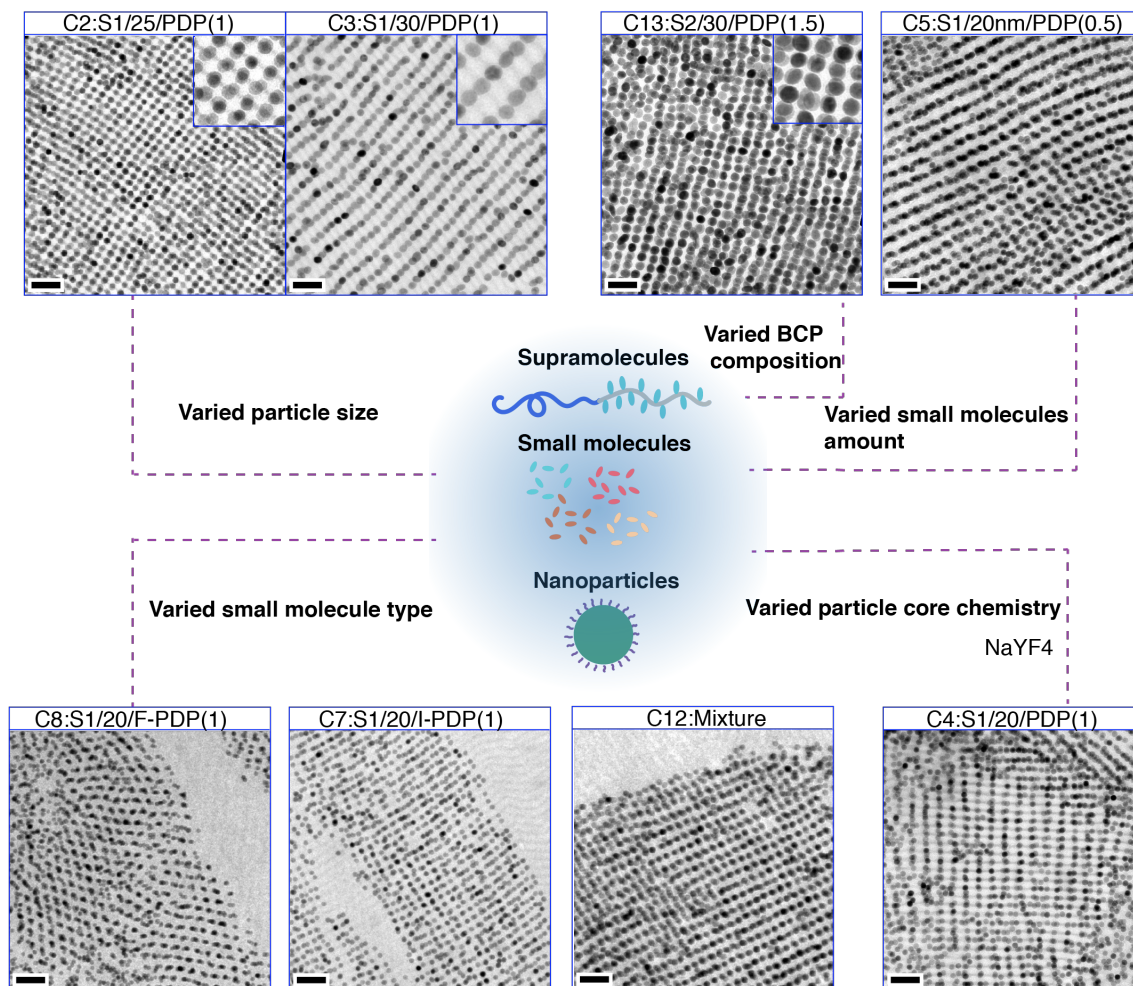 C2:S1/25/PDP(1)
C3:S1/30/PDP(1)
C13:S2/30/PDP(1.5)
C5:S1/20nm/PDP(0.5)
Varied BCP
composition
Supramolecules
Varied particle size
Varied small molecules
amount
Small molecules
Nanoparticles
Varied small molecule type
Varied particle core chemistry
NaYF4
C8:S1/20/F-PDP(1)
C7:S1/20/I-PDP(1)
C12:Mixture
C4:S1/20/PDP(1)